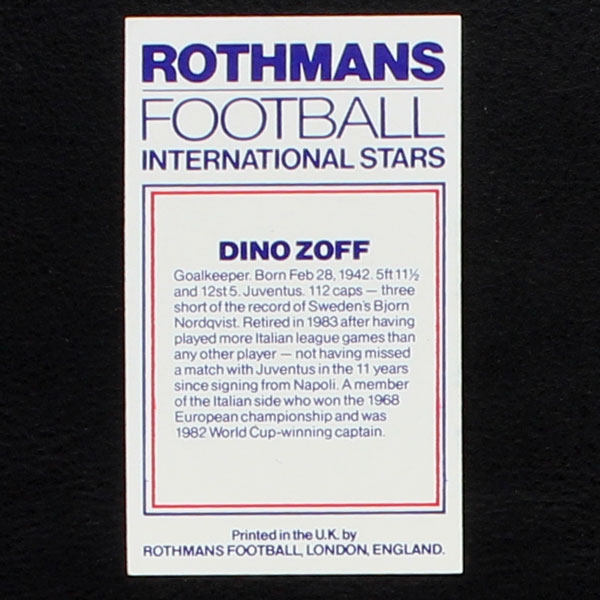 ROTHMANS
FOOTBALL
INTERNATIONAL STARS
DINO ZOFF
Goalkeeper. Born Feb 28, 1942. 5ft 11½
and 12st 5. Juventus. 112 caps — three
short of the record of Sweden's Bjorn
Nordqvist. Retired in 1983 after having
played more Italian league games than
any other player — not having missed
a match with Juventus in the 11 years
since signing from Napoli. A member
of the Italian side who won the 1968
European championship and was
1982 World Cup-winning captain.
Printed in the U.K. by
ROTHMANS FOOTBALL, LONDON, ENGLAND.